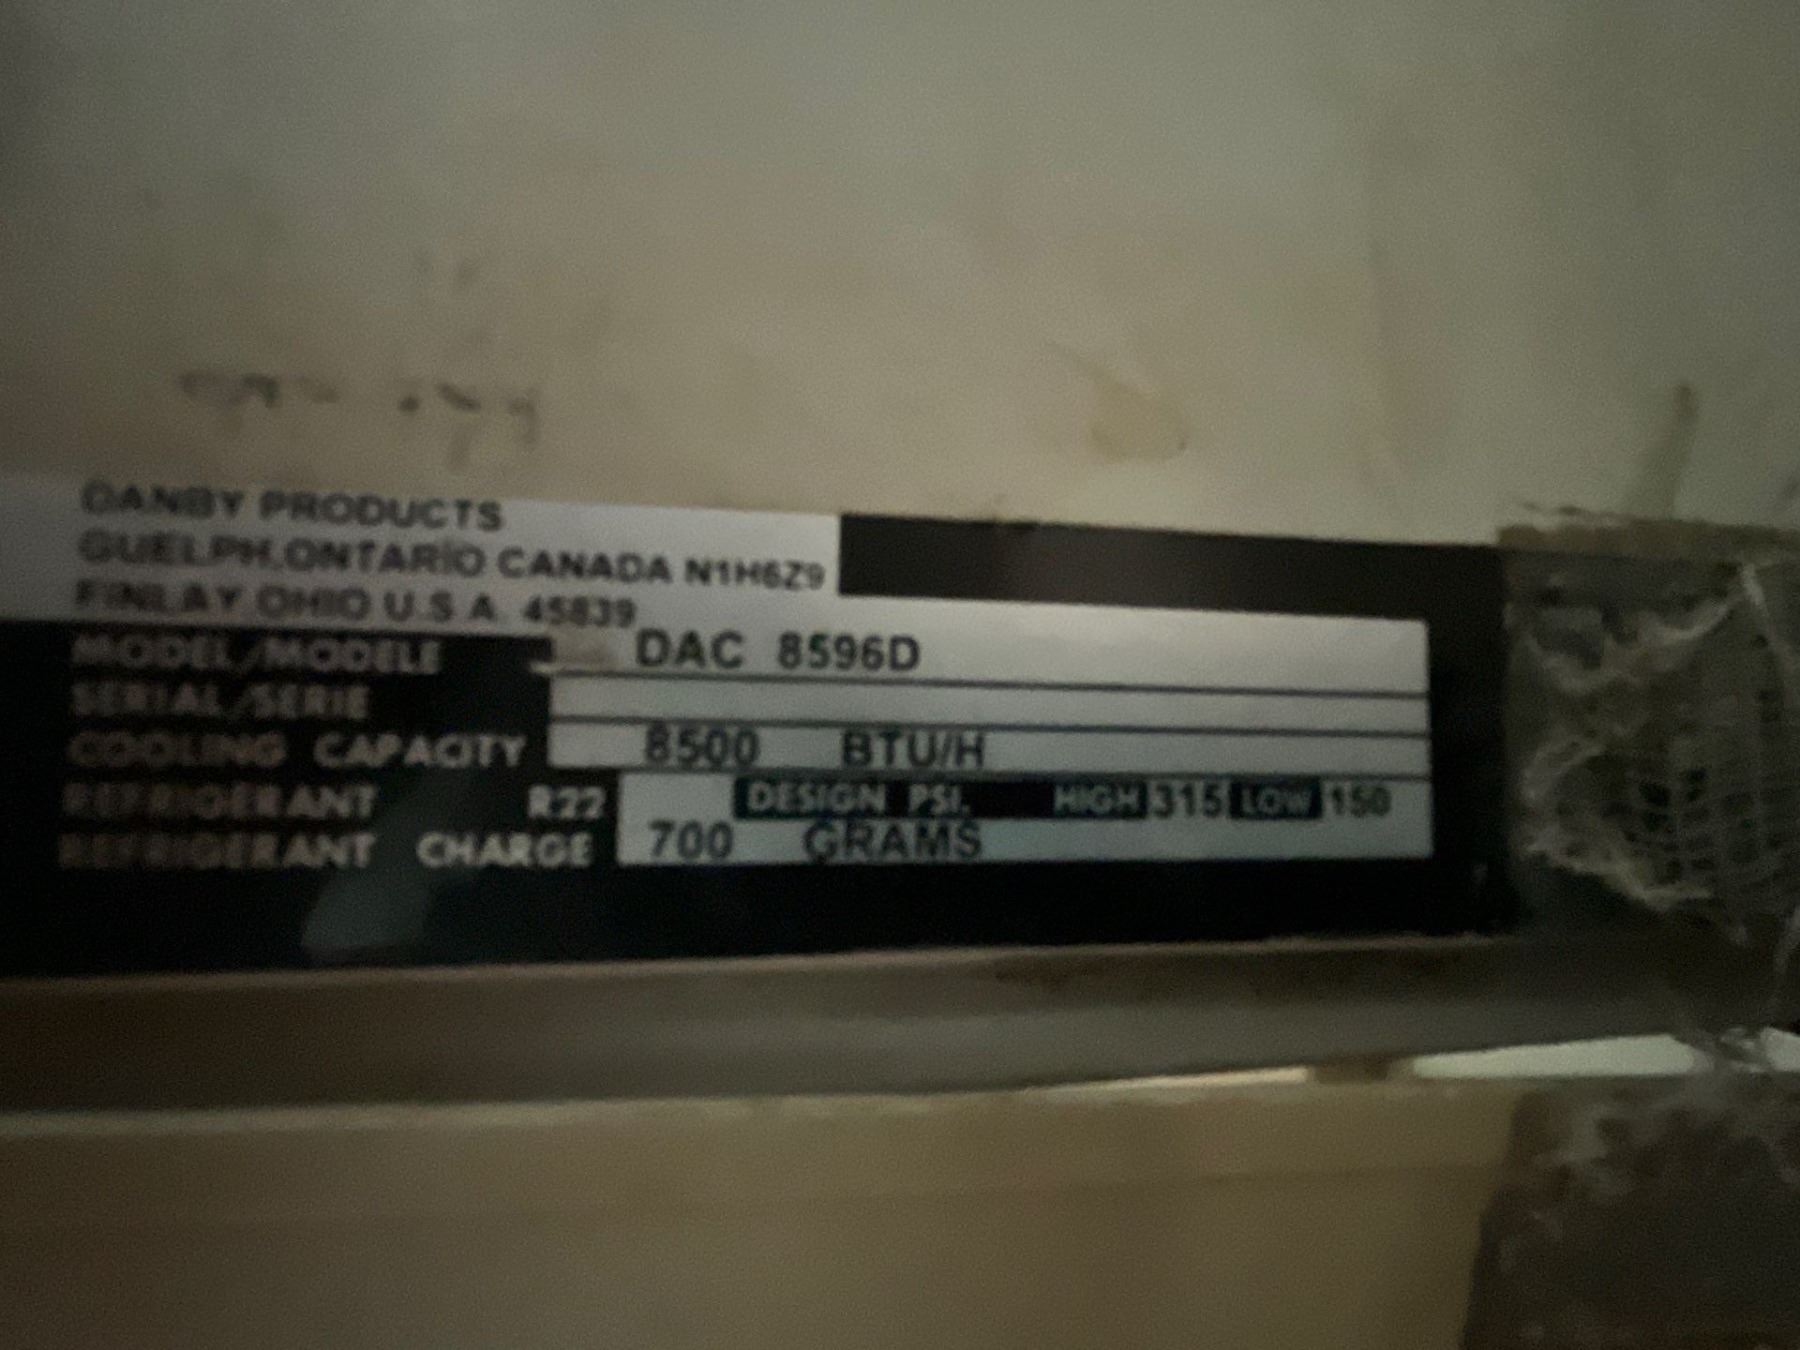 DANBY PRODUCTS
GUELPH,ONTARIO CANADA N1H6Z9
FINLAY OHIO U.S.A. 45839
MODEL/MODELE DAC 8596D
SERIAL/SERIE
COOLING CAPACITY 8500 BTU/H
REFRIGERANT R22 DESIGN PSI. HIGH 315 LOW 150
REFRIGERANT CHARGE 700 GRAMS